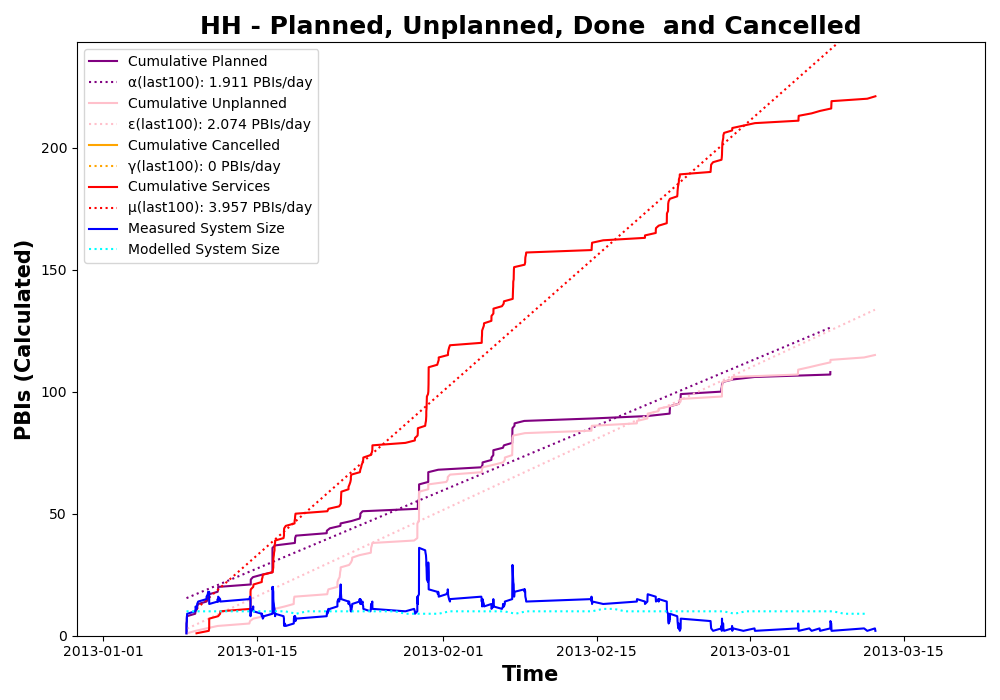 HH - Planned, Unplanned, Done  and Cancelled
Cumulative Planned
α(last100): 1.911 PBIs/day
Cumulative Unplanned
ε(last100): 2.074 PBIs/day
Cumulative Cancelled
γ(last100): 0 PBIs/day
Cumulative Services
μ(last100): 3.957 PBIs/day
Measured System Size
Modelled System Size
PBIs (Calculated)
200
150
100
50
0
2013-01-01
2013-01-15
2013-02-01
2013-02-15
2013-03-01
2013-03-15
Time